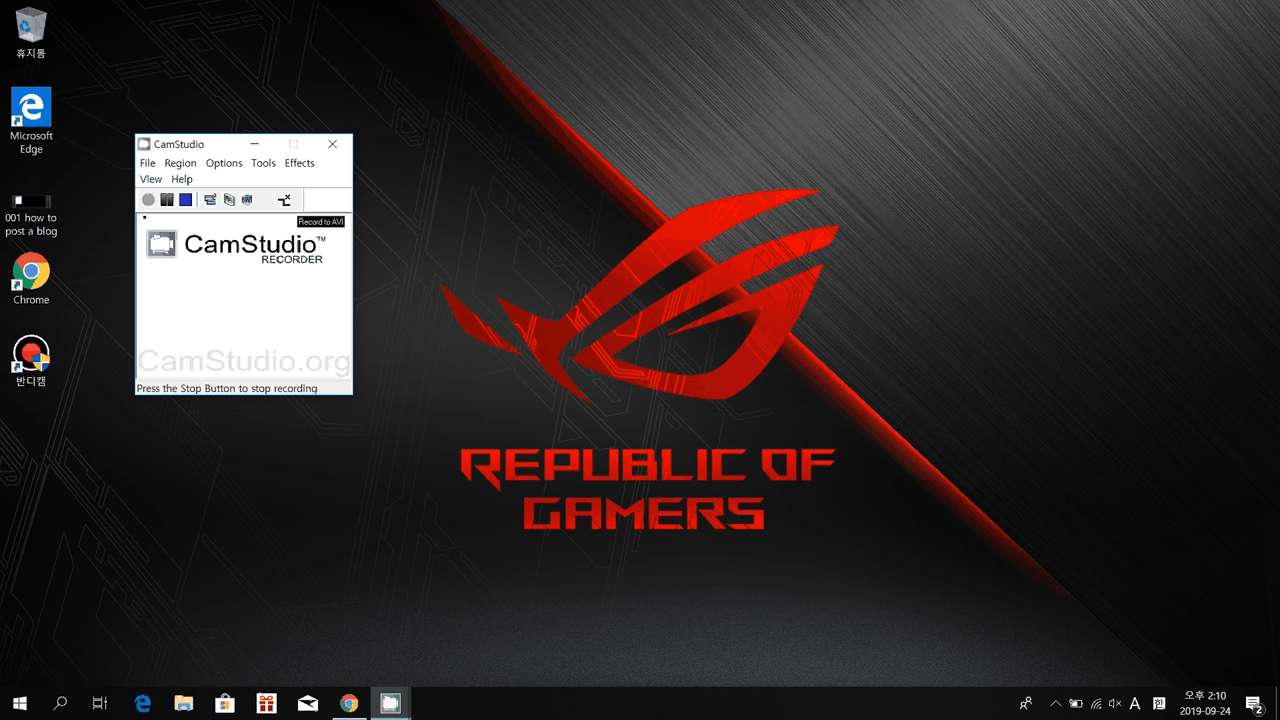 휴지통
Microsoft
Edge
001 how to
post a blog
Chrome
반디캠
CamStudio
File Region Options Tools Effects
View Help
Record to AVI
CamStudio™
RECORDER
CamStudio.org
Press the Stop Button to stop recording
REPUBLIC OF
GAMERS
A 한
오후 2:10
2019-09-24
2